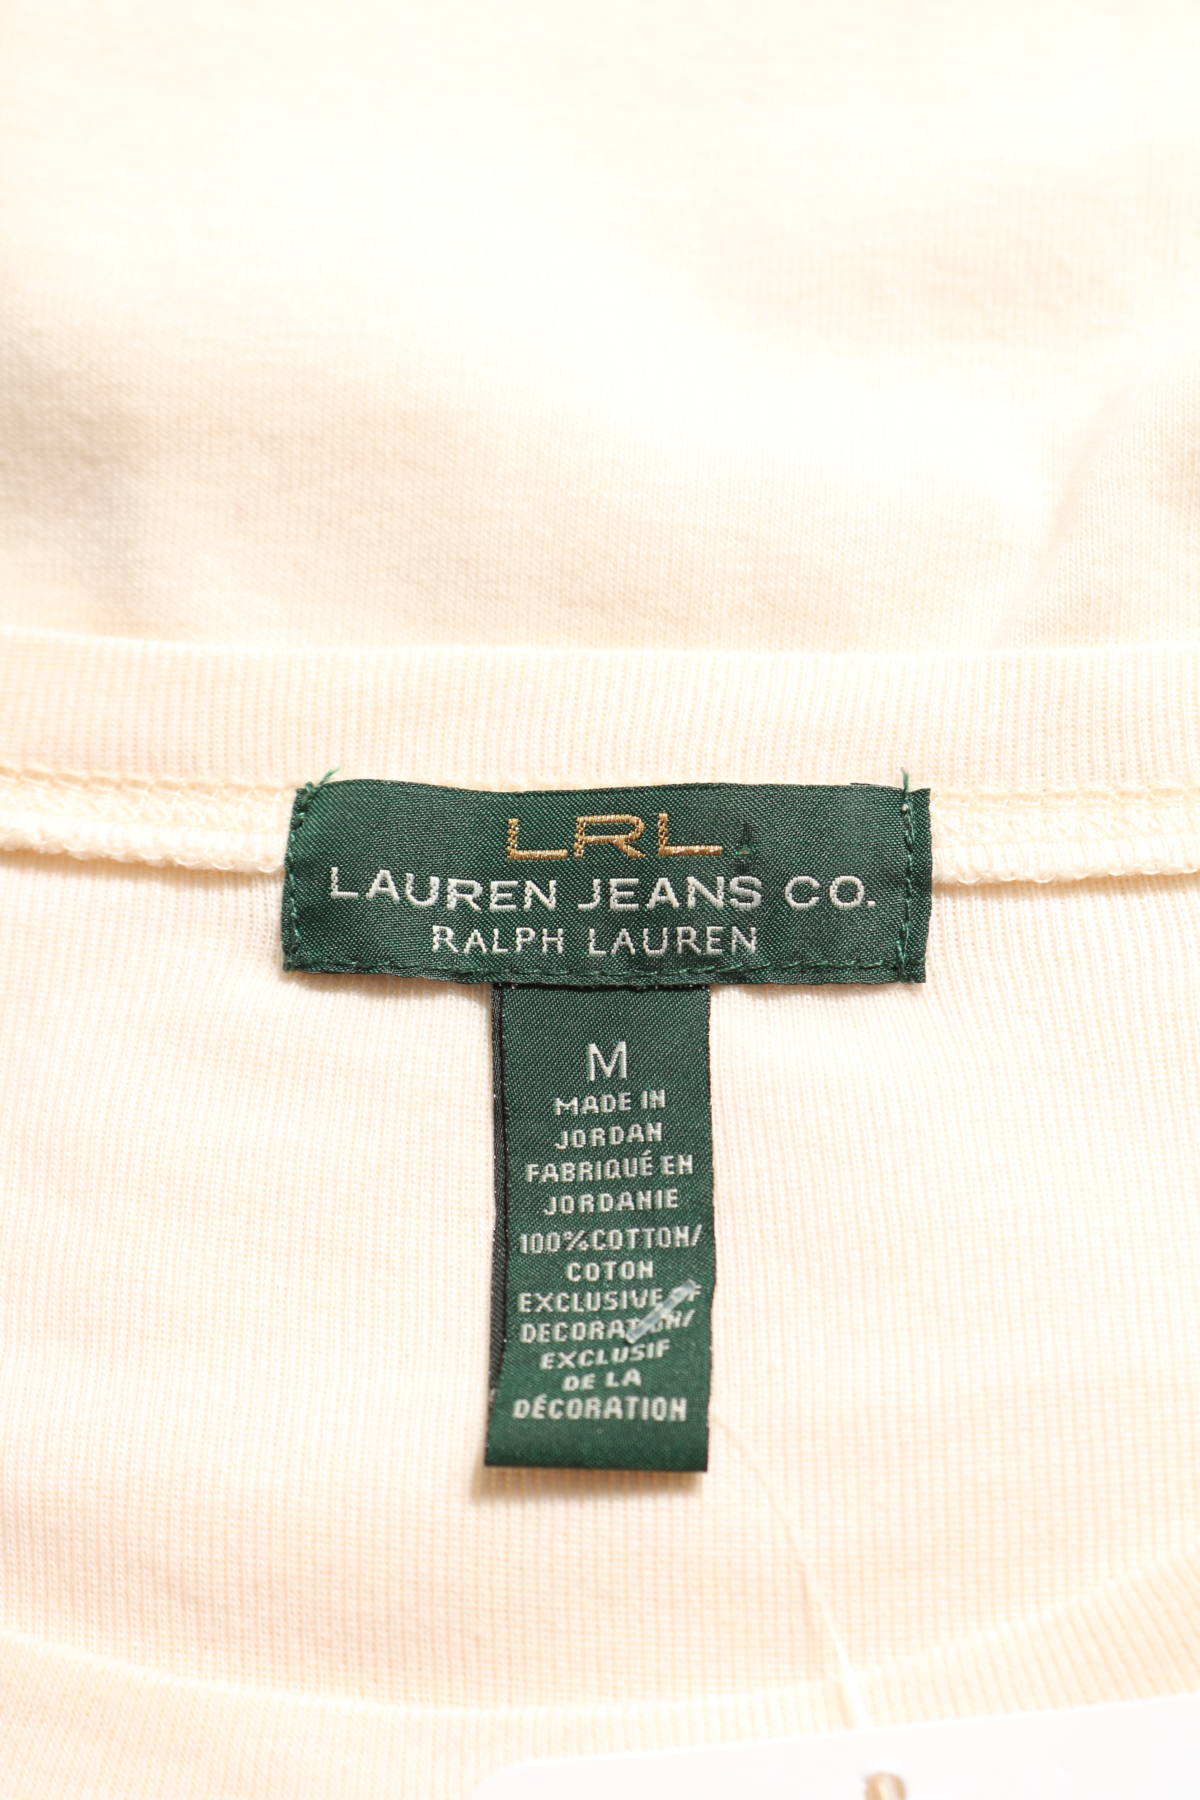 LRL
LAUREN JEANS CO.
RALPH LAUREN
M
MADE IN
JORDAN
FABRIQUÉ EN
JORDANIE
100%COTTON/
COTON
EXCLUSIVE OF
DECORATION/
EXCLUSIF
DE LA
DÉCORATION